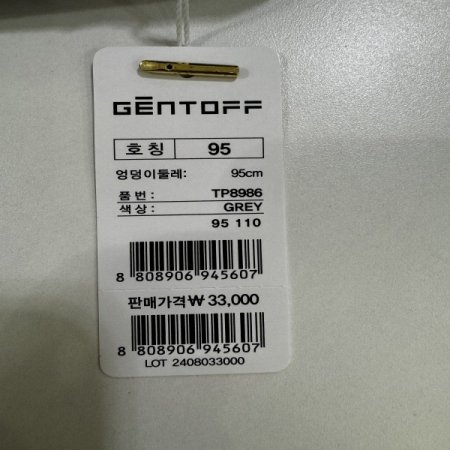 GENTOFF
호칭 95
엉덩이둘레: 95cm
품번: TP8986
색상: GREY
95 110
8 808906 945607
판매가격₩ 33,000
8 808906 945607
LOT 2408033000